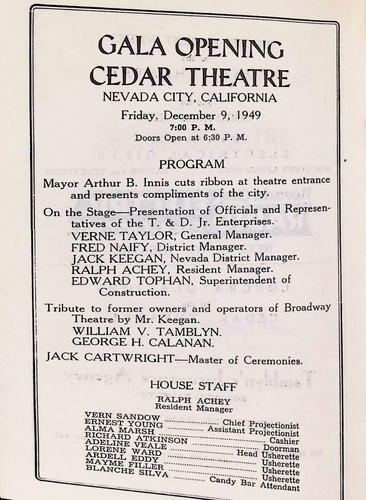 GALA OPENING
CEDAR THEATRE
NEVADA CITY, CALIFORNIA
Friday, December 9, 1949
7:00 P. M.
Doors Open at 6:30 P. M.
PROGRAM
Mayor Arthur B. Innis cuts ribbon at theatre entrance
and presents compliments of the city.
On the Stage—Presentation of Officials and Represen-
tatives of the T. & D. Jr. Enterprises.
VERNE TAYLOR, General Manager.
FRED NAIFY, District Manager.
JACK KEEGAN, Nevada District Manager.
RALPH ACHEY, Resident Manager.
EDWARD TOPHAN, Superintendent of
Construction.
Tribute to former owners and operators of Broadway
Theatre by Mr. Keegan.
WILLIAM V. TAMBLYN.
GEORGE H. CALANAN.
JACK CARTWRIGHT—Master of Ceremonies.
HOUSE STAFF
RALPH ACHEY
Resident Manager
VERN SANDOW ........ Chief Projectionist
ERNEST YOUNG ........ Assistant Projectionist
ALMA MARSH ........ Cashier
RICHARD ATKINSON ........ Doorman
ADELINE VEALE ........ Head Usherette
LORENE WARD ........ Usherette
ARDELL EDDY ........ Usherette
MAYME FILLER ........ Usherette
BLANCHE SILVA ........ Candy Bar Attendant